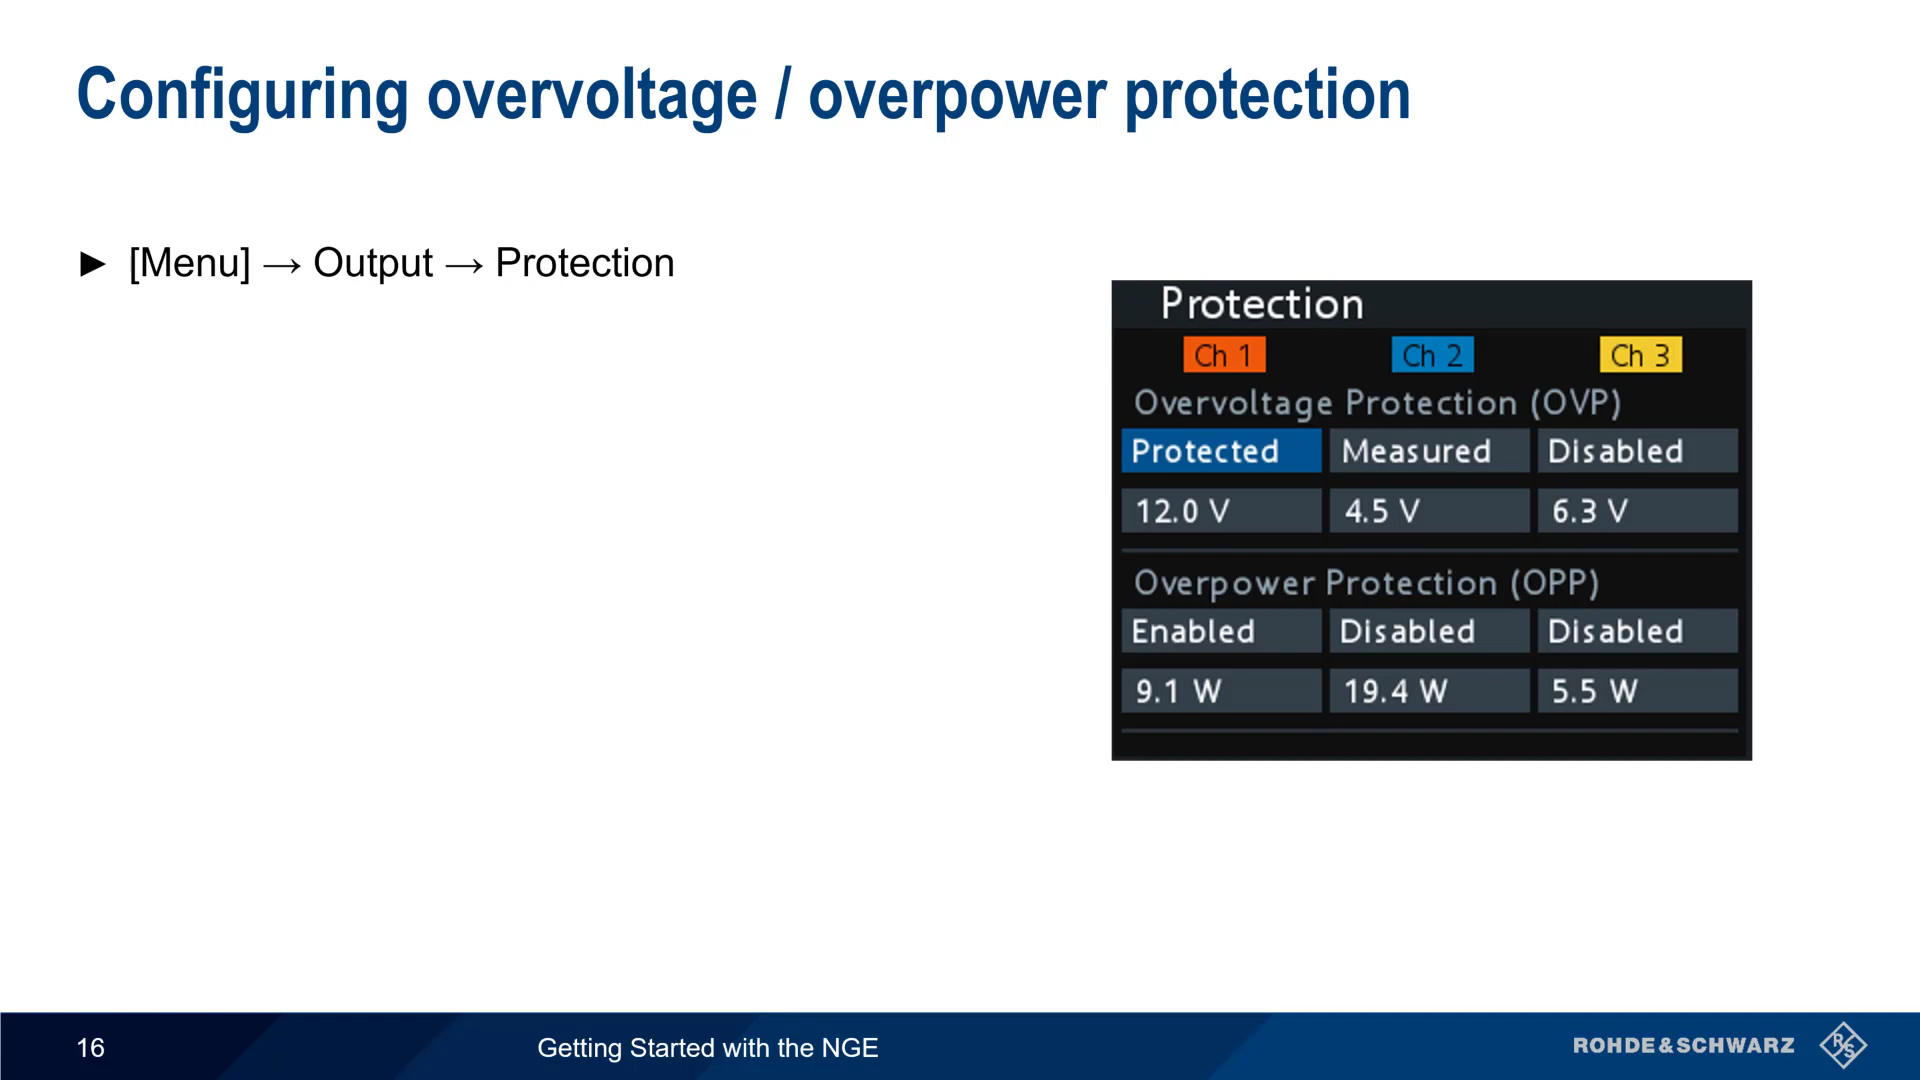 Configuring overvoltage / overpower protection
► [Menu] → Output → Protection
Protection
Ch 1 Ch 2 Ch 3
Overvoltage Protection (OVP)
Protected Measured Disabled
12.0 V 4.5 V 6.3 V
Overpower Protection (OPP)
Enabled Disabled Disabled
9.1 W 19.4 W 5.5 W
16 Getting Started with the NGE ROHDE&SCHWARZ R&S